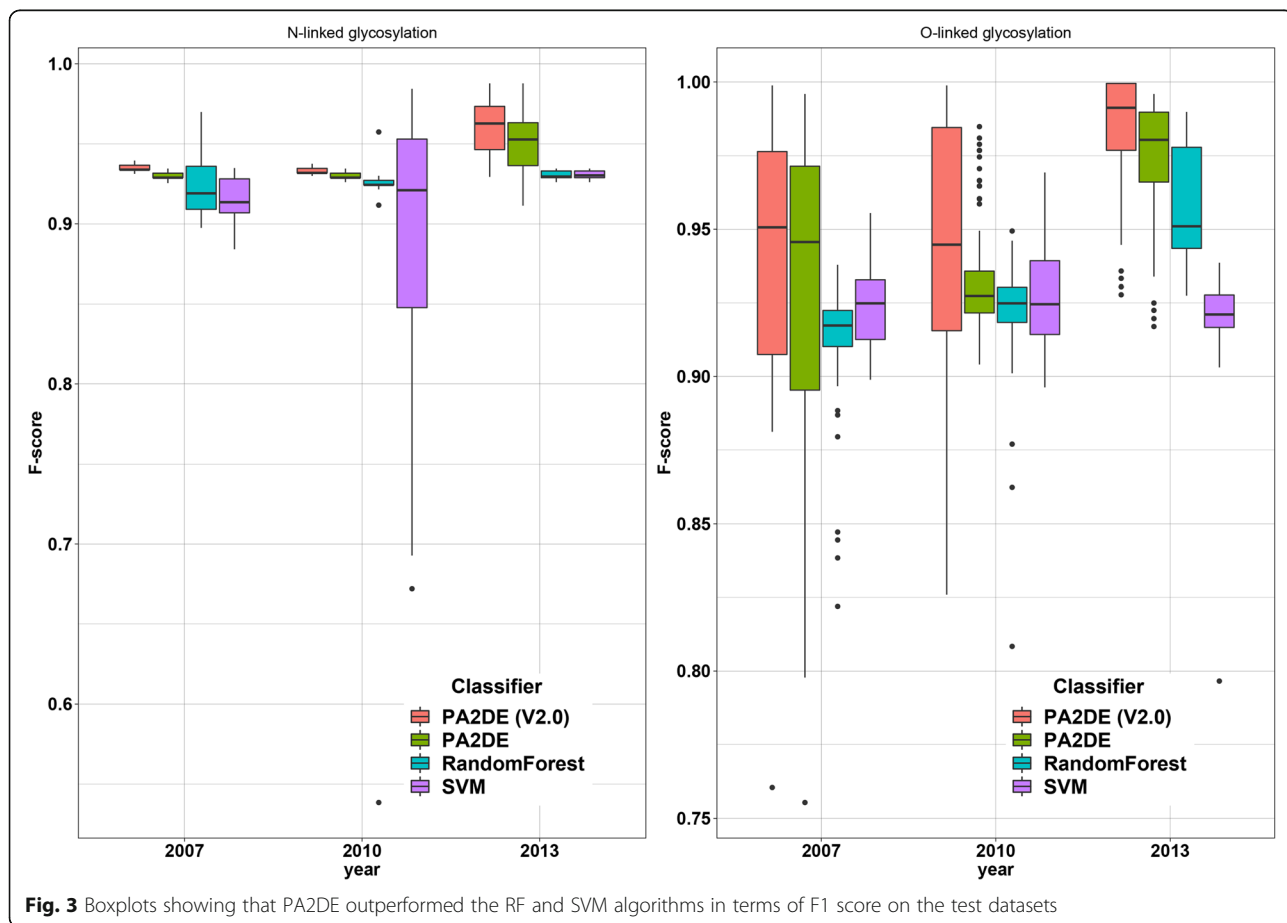 N-linked glycosylation
1.0
0.9
0.8
0.7
0.6
F-score
2007
2010
2013
year
Classifier
PA2DE (V2.0)
PA2DE
RandomForest
SVM
O-linked glycosylation
1.00
0.95
0.90
0.85
0.80
0.75
F-score
2007
2010
2013
year
Classifier
PA2DE (V2.0)
PA2DE
RandomForest
SVM
Fig. 3 Boxplots showing that PA2DE outperformed the RF and SVM algorithms in terms of F1 score on the test datasets